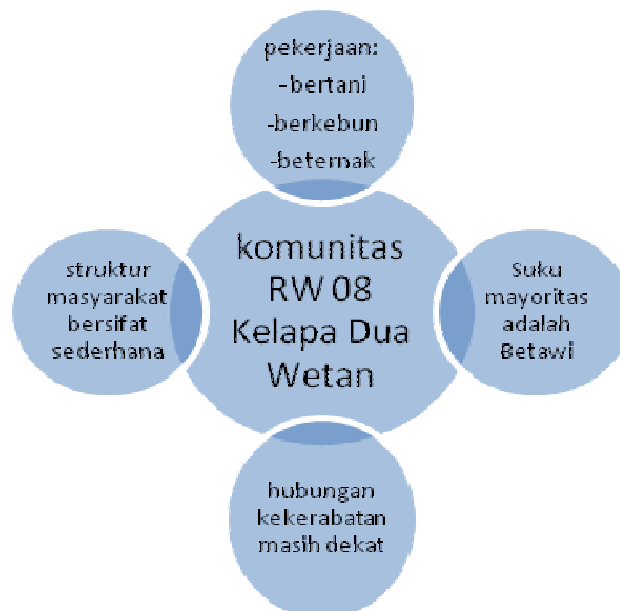 pekerjaan:
-bertani
-berkebun
-beternak
komunitas
RW 08
Kelapa Dua
Wetan
struktur
masyarakat
bersifat
sederhana
Suku
mayoritas
adalah
Betawi
hubungan
kekerabatan
masih dekat